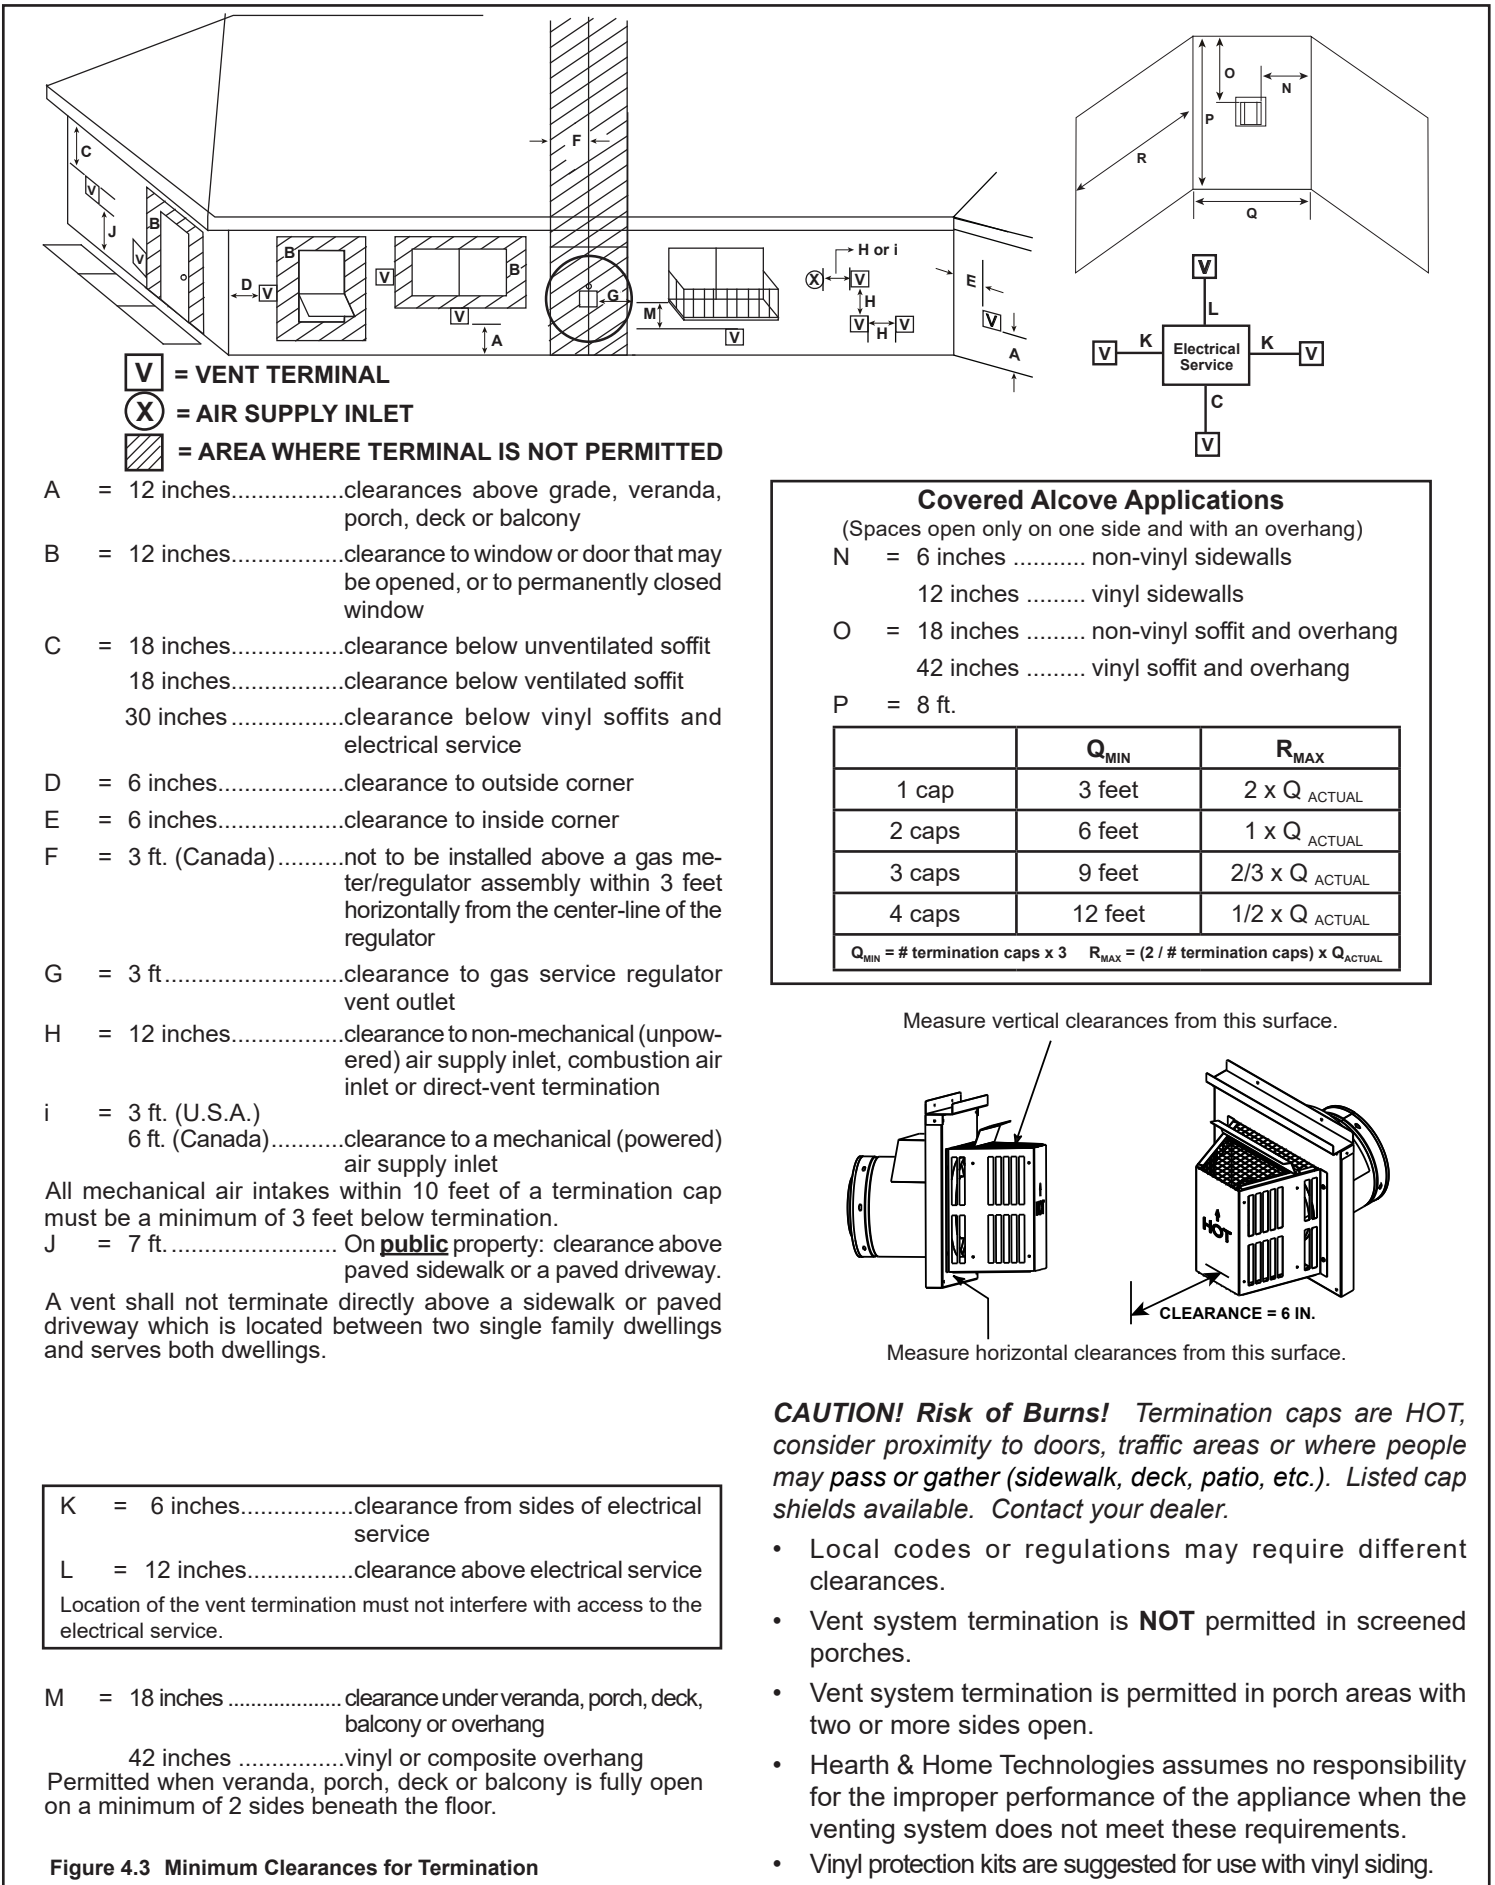 C
V
J
B
V
D
V
B
V
B
V
A
F
G
M
V
H or i
X
V
H
V
V
H
E
V
A
O
N
P
R
Q
V
L
K
K
V
Electrical
Service
V
C
V
V = VENT TERMINAL
X = AIR SUPPLY INLET
= AREA WHERE TERMINAL IS NOT PERMITTED
A = 12 inches.................clearances above grade, veranda,
porch, deck or balcony
B = 12 inches.................clearance to window or door that may
be opened, or to permanently closed
window
C = 18 inches.................clearance below unventilated soffit
18 inches.................clearance below ventilated soffit
30 inches .................clearance below vinyl soffits and
electrical service
D = 6 inches...................clearance to outside corner
E = 6 inches...................clearance to inside corner
F = 3 ft. (Canada)..........not to be installed above a gas me-
ter/regulator assembly within 3 feet
horizontally from the center-line of the
regulator
G = 3 ft...........................clearance to gas service regulator
vent outlet
H = 12 inches.................clearance to non-mechanical (unpow-
ered) air supply inlet, combustion air
inlet or direct-vent termination
i = 3 ft. (U.S.A.)
6 ft. (Canada)...........clearance to a mechanical (powered)
air supply inlet
All mechanical air intakes within 10 feet of a termination cap
must be a minimum of 3 feet below termination.
J = 7 ft. ......................... On public property: clearance above
paved sidewalk or a paved driveway.
A vent shall not terminate directly above a sidewalk or paved
driveway which is located between two single family dwellings
and serves both dwellings.
K = 6 inches.................clearance from sides of electrical
service
L = 12 inches................clearance above electrical service
Location of the vent termination must not interfere with access to the
electrical service.
M = 18 inches ....................clearance under veranda, porch, deck,
balcony or overhang
42 inches ................vinyl or composite overhang
Permitted when veranda, porch, deck or balcony is fully open
on a minimum of 2 sides beneath the floor.
Figure 4.3 Minimum Clearances for Termination
Covered Alcove Applications
(Spaces open only on one side and with an overhang)
N = 6 inches ........... non-vinyl sidewalls
12 inches ......... vinyl sidewalls
O = 18 inches ......... non-vinyl soffit and overhang
42 inches ......... vinyl soffit and overhang
P = 8 ft.
QMIN RMAX
1 cap 3 feet 2 x Q ACTUAL
2 caps 6 feet 1 x Q ACTUAL
3 caps 9 feet 2/3 x Q ACTUAL
4 caps 12 feet 1/2 x Q ACTUAL
QMIN = # termination caps x 3 RMAX = (2 / # termination caps) x QACTUAL
Measure vertical clearances from this surface.
HOT
CLEARANCE = 6 IN.
Measure horizontal clearances from this surface.
CAUTION! Risk of Burns! Termination caps are HOT,
consider proximity to doors, traffic areas or where people
may pass or gather (sidewalk, deck, patio, etc.). Listed cap
shields available. Contact your dealer.
• Local codes or regulations may require different
clearances.
• Vent system termination is NOT permitted in screened
porches.
• Vent system termination is permitted in porch areas with
two or more sides open.
• Hearth & Home Technologies assumes no responsibility
for the improper performance of the appliance when the
venting system does not meet these requirements.
• Vinyl protection kits are suggested for use with vinyl siding.